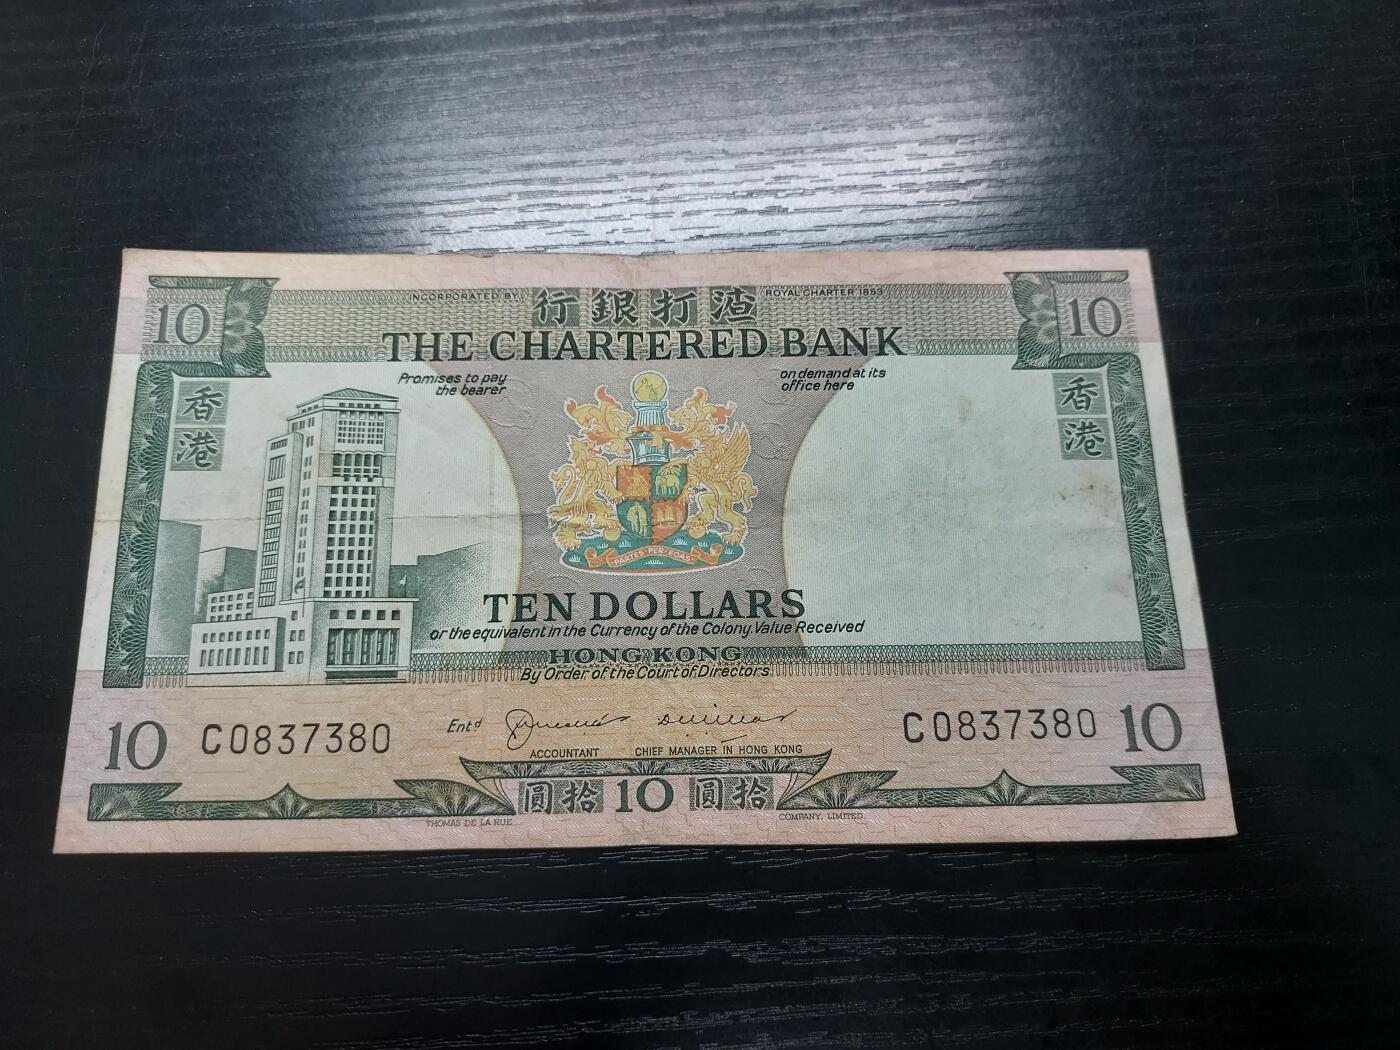 10
INCORPORATED BY 行銀打渣 ROYAL CHARTER 1853
10
THE CHARTERED BANK
香港
Promises to pay
the bearer
on demand at its
office here
香港
PARTES·PER·EOAS
TEN DOLLARS
or the equivalent in the Currency of the Colony. Value Received
HONG KONG
By Order of the Court of Directors
10 C0837380 Entd C0837380 10
ACCOUNTANT CHIEF MANAGER IN HONG KONG
圓拾 10 圓拾
THOMAS DE LA RUE COMPANY, LIMITED.